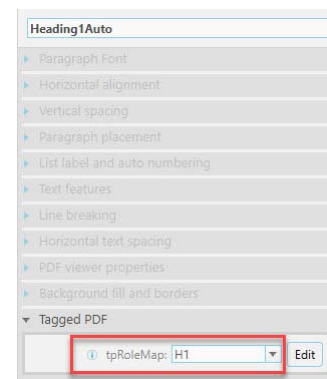 Heading1Auto
Paragraph Font
Horizontal alignment
Vertical spacing
Paragraph placement
List label and auto numbering
Text features
Line breaking
Horizontal text spacing
PDF viewer properties
Background fill and borders
Tagged PDF
tpRoleMap: H1 Edit